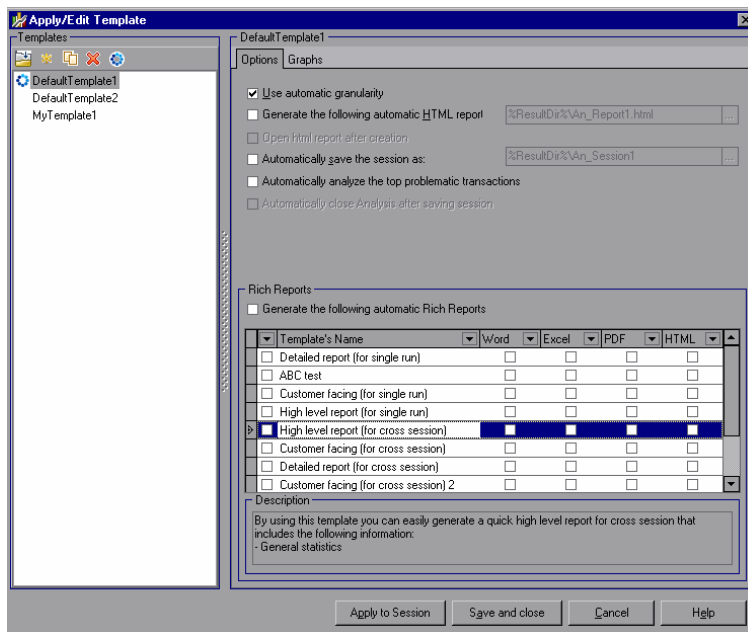 Apply/Edit Template
Templates
DefaultTemplate1
DefaultTemplate2
MyTemplate1
DefaultTemplate1
Options Graphs
Use automatic granularity
Generate the following automatic HTML report %ResultDir%\An_Report1.html ...
Open html report after creation
Automatically save the session as: %ResultDir%\An_Session1 ...
Automatically analyze the top problematic transactions
Automatically close Analysis after saving session
Rich Reports
Generate the following automatic Rich Reports
Template's Name Word Excel PDF HTML
Detailed report (for single run)
ABC test
Customer facing (for single run)
High level report (for single run)
High level report (for cross session)
Customer facing (for cross session)
Detailed report (for cross session)
Customer facing (for cross session) 2
Description
By using this template you can easily generate a quick high level report for cross session that
includes the following information:
- General statistics
Apply to Session Save and close Cancel Help